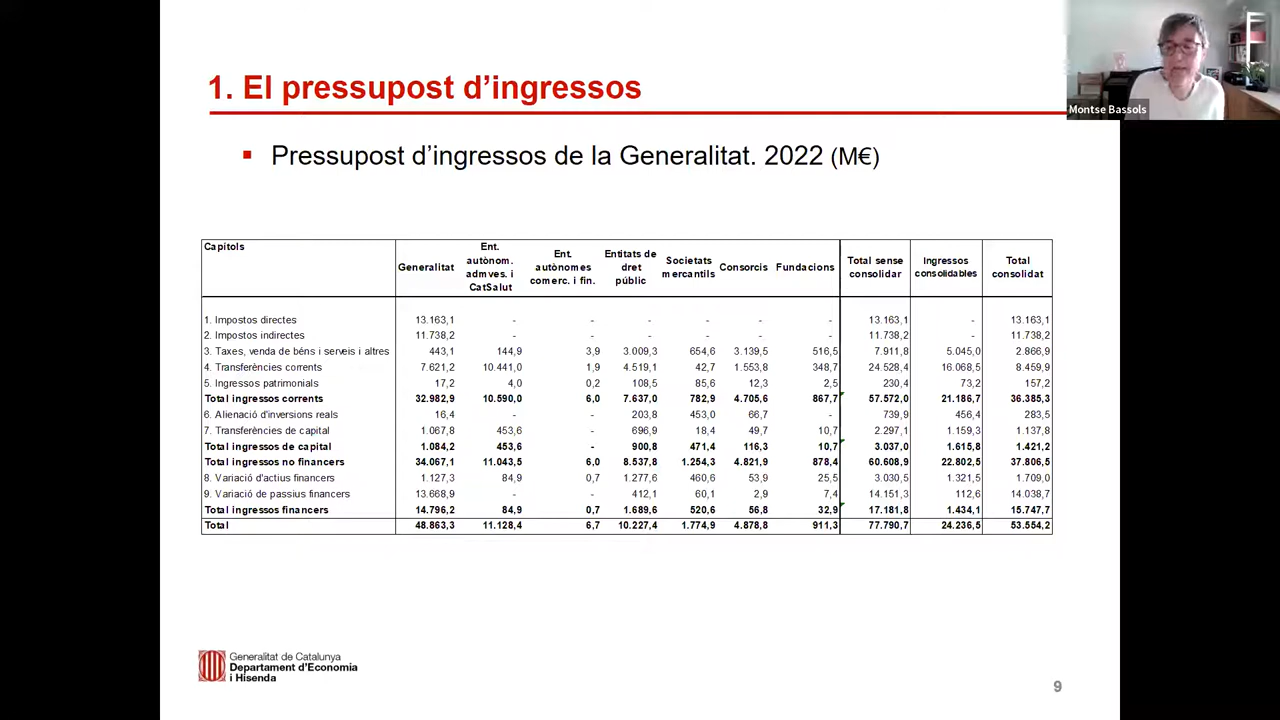 1. El pressupost d’ingressos
Montse Bassols
▪ Pressupost d’ingressos de la Generalitat. 2022 (M€)
Capítols Generalitat Ent. autònom. admves. i CatSalut Ent. autònomes comerc. i fin. Entitats de dret públic Societats mercantils Consorcis Fundacions Total sense consolidar Ingressos consolidables Total consolidat
1. Impostos directes 13.163,1 - - - - - - 13.163,1 - 13.163,1
2. Impostos indirectes 11.738,2 - - - - - - 11.738,2 - 11.738,2
3. Taxes, venda de béns i serveis i altres 443,1 144,9 3,9 3.009,3 654,6 3.139,5 516,5 7.911,8 5.045,0 2.866,9
4. Transferències corrents 7.621,2 10.441,0 1,9 4.519,1 42,7 1.553,8 348,7 24.528,4 16.068,5 8.459,9
5. Ingressos patrimonials 17,2 4,0 0,2 108,5 85,6 12,3 2,5 230,4 73,2 157,2
Total ingressos corrents 32.982,9 10.590,0 6,0 7.637,0 782,9 4.705,6 867,7 57.572,0 21.186,7 36.385,3
6. Alienació d'inversions reals 16,4 - - 203,8 453,0 66,7 - 739,9 456,4 283,5
7. Transferències de capital 1.067,8 453,6 - 696,9 18,4 49,7 10,7 2.297,1 1.159,3 1.137,8
Total ingressos de capital 1.084,2 453,6 - 900,8 471,4 116,3 10,7 3.037,0 1.615,8 1.421,2
Total ingressos no financers 34.067,1 11.043,5 6,0 8.537,8 1.254,3 4.821,9 878,4 60.608,9 22.802,5 37.806,5
8. Variació d'actius financers 1.127,3 84,9 0,7 1.277,6 460,6 53,9 25,5 3.030,5 1.321,5 1.709,0
9. Variació de passius financers 13.668,9 - - 412,1 60,1 2,9 7,4 14.151,3 112,6 14.038,7
Total ingressos financers 14.796,2 84,9 0,7 1.689,6 520,6 56,8 32,9 17.181,8 1.434,1 15.747,7
Total 48.863,3 11.128,4 6,7 10.227,4 1.774,9 4.878,8 911,3 77.790,7 24.236,5 53.554,2
Generalitat de Catalunya
Departament d’Economia
i Hisenda
9